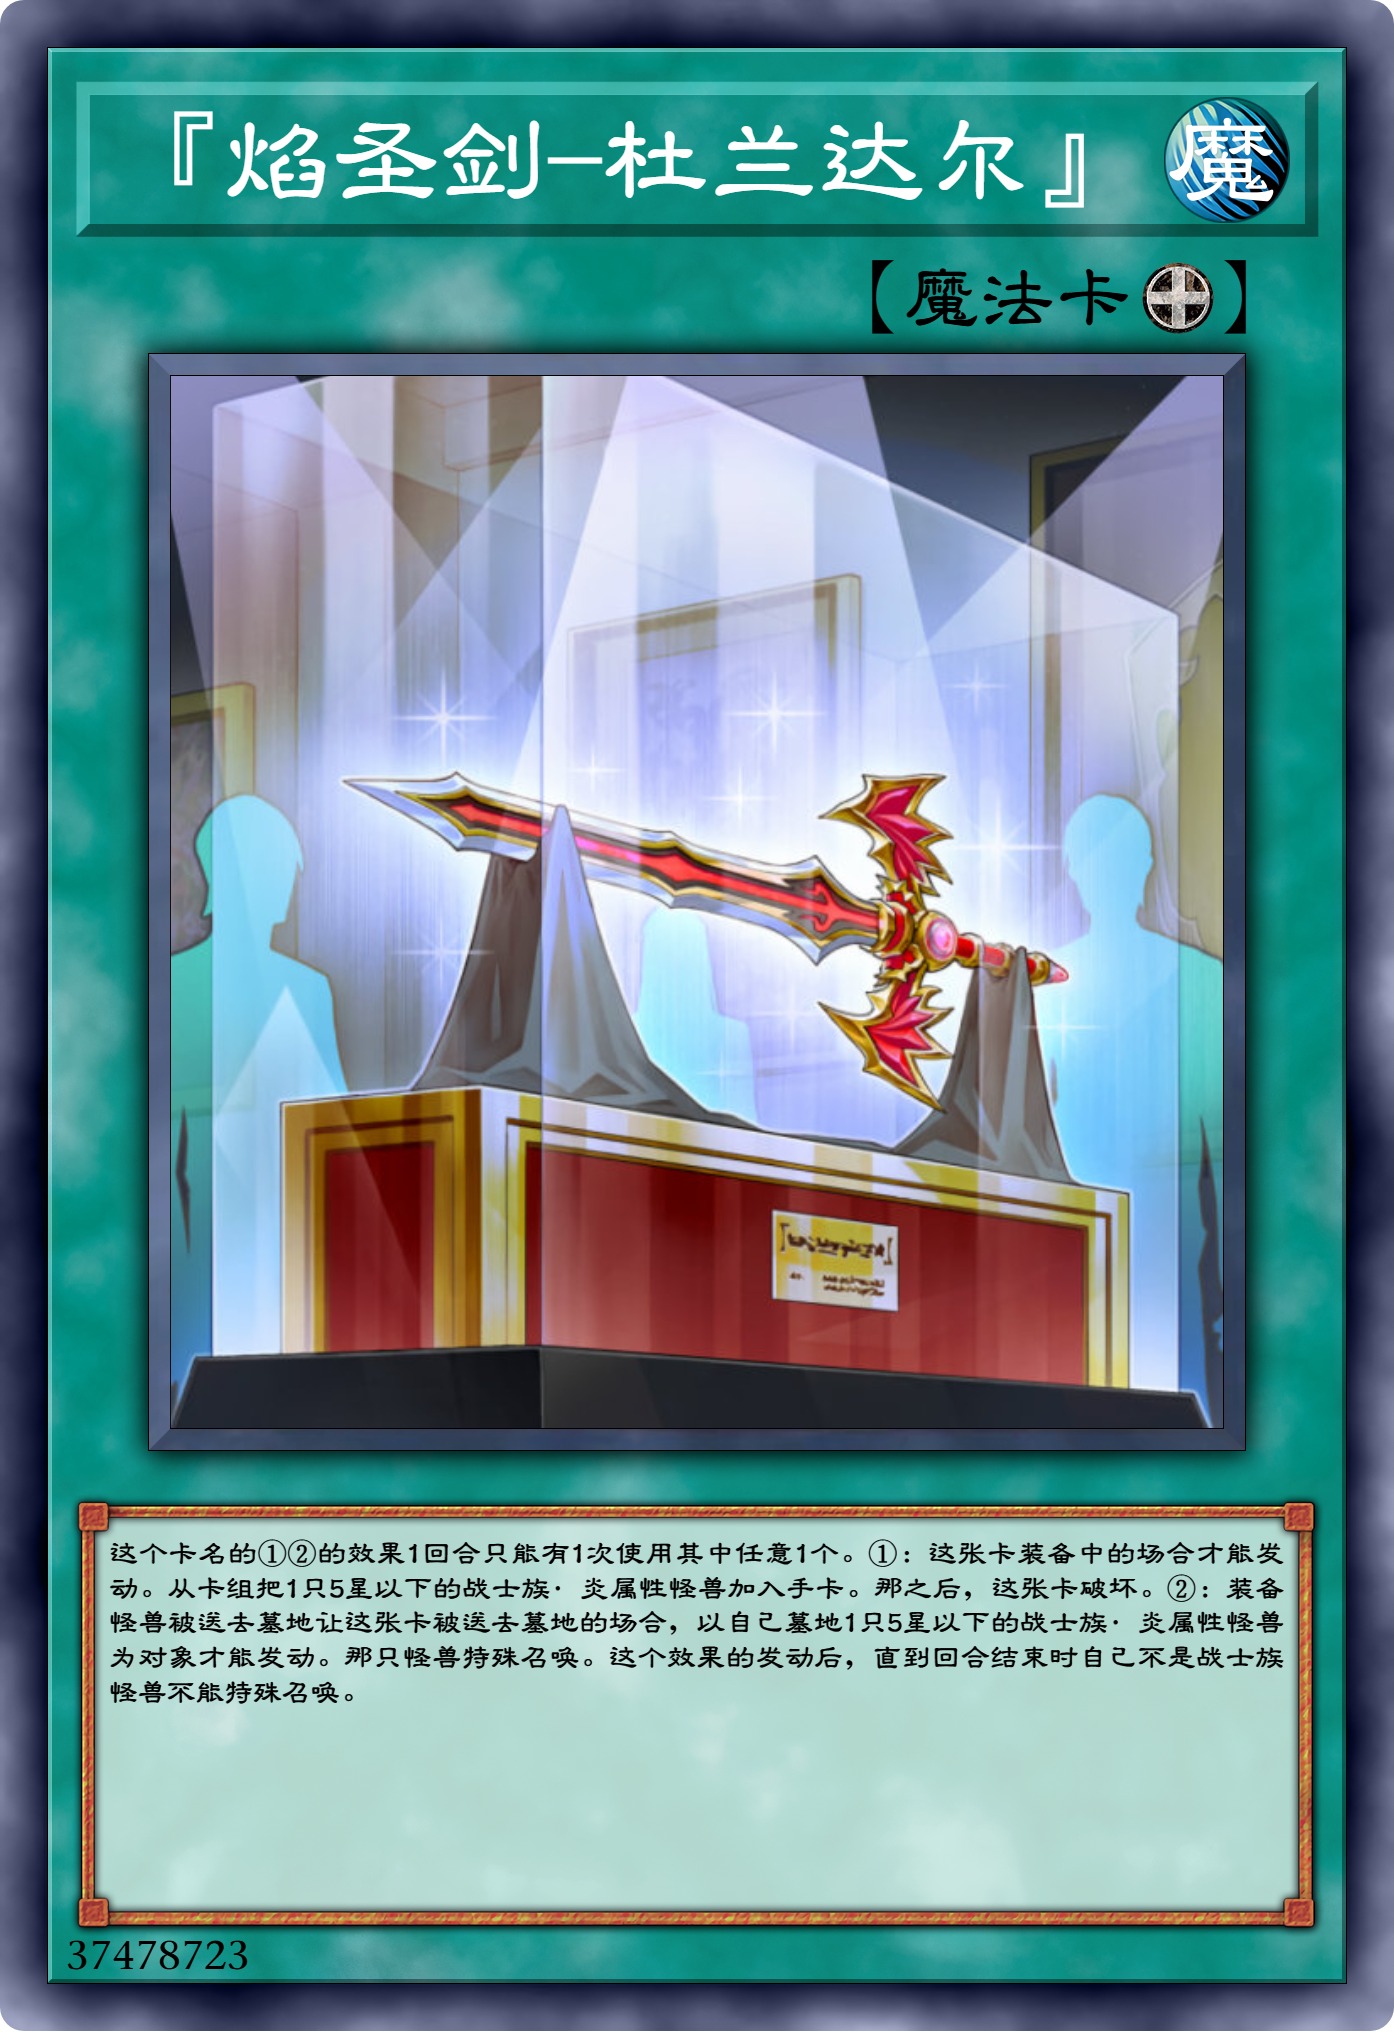 『焰圣剑-杜兰达尔』
魔
【魔法卡】
这个卡名的①②的效果1回合只能有1次使用其中任意1个。①：这张卡装备中的场合才能发
动。从卡组把1只5星以下的战士族·炎属性怪兽加入手卡。那之后，这张卡破坏。②：装备
怪兽被送去墓地让这张卡被送去墓地的场合，以自己墓地1只5星以下的战士族·炎属性怪兽
为对象才能发动。那只怪兽特殊召唤。这个效果的发动后，直到回合结束时自己不是战士族
怪兽不能特殊召唤。
37478723